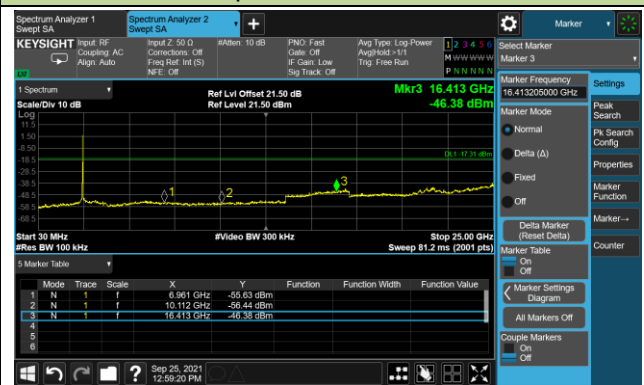 Spectrum Analyzer 1
Swept SA
Spectrum Analyzer 2
Swept SA
+
Marker
KEYSIGHT
Input: RF
Coupling: AC
Align: Auto
Input Z: 50 Ω
Corrections: Off
Freq Ref: Int (S)
NFE: Off
#Atten: 10 dB
PNO: Fast
Gate: Off
IF Gain: Low
Sig Track: Off
Avg Type: Log-Power
Avg|Hold:>1/1
Trig: Free Run
1 2 3 4 5 6
M W W W W W
P N N N N N
LXI
Select Marker
Marker 3
1 Spectrum
Scale/Div 10 dB
Log
Ref Lvl Offset 21.50 dB
Ref Level 21.50 dBm
Mkr3 16.413 GHz
-46.38 dBm
11.5
1.50
-8.50
-18.5
-28.5
-38.5
-48.5
-58.5
-68.5
DL1 -17.31 dBm
1
2
3
Start 30 MHz
#Res BW 100 kHz
#Video BW 300 kHz
Stop 25.00 GHz
Sweep 81.2 ms (2001 pts)
5 Marker Table
Mode Trace Scale X Y Function Function Width Function Value
1 N 1 f 6.961 GHz -55.63 dBm
2 N 1 f 10.112 GHz -56.44 dBm
3 N 1 f 16.413 GHz -46.38 dBm
4
5
6
Marker Frequency
16.413205000 GHz
Marker Mode
Normal
Delta (Δ)
Fixed
Off
Delta Marker
(Reset Delta)
Marker Table
On
Off
Marker Settings
Diagram
All Markers Off
Couple Markers
On
Off
Settings
Peak
Search
Pk Search
Config
Properties
Marker
Function
Marker→
Counter
?
Sep 25, 2021
12:59:20 PM